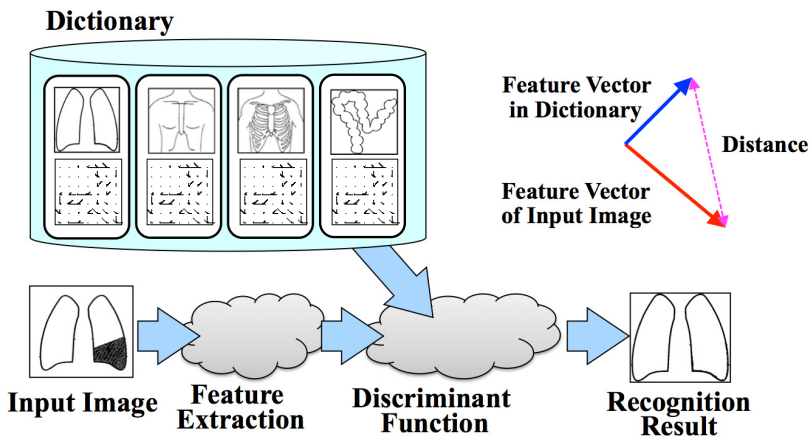 Dictionary
Feature Vector
in Dictionary
Distance
Feature Vector
of Input Image
Input Image
Feature
Extraction
Discriminant
Function
Recognition
Result